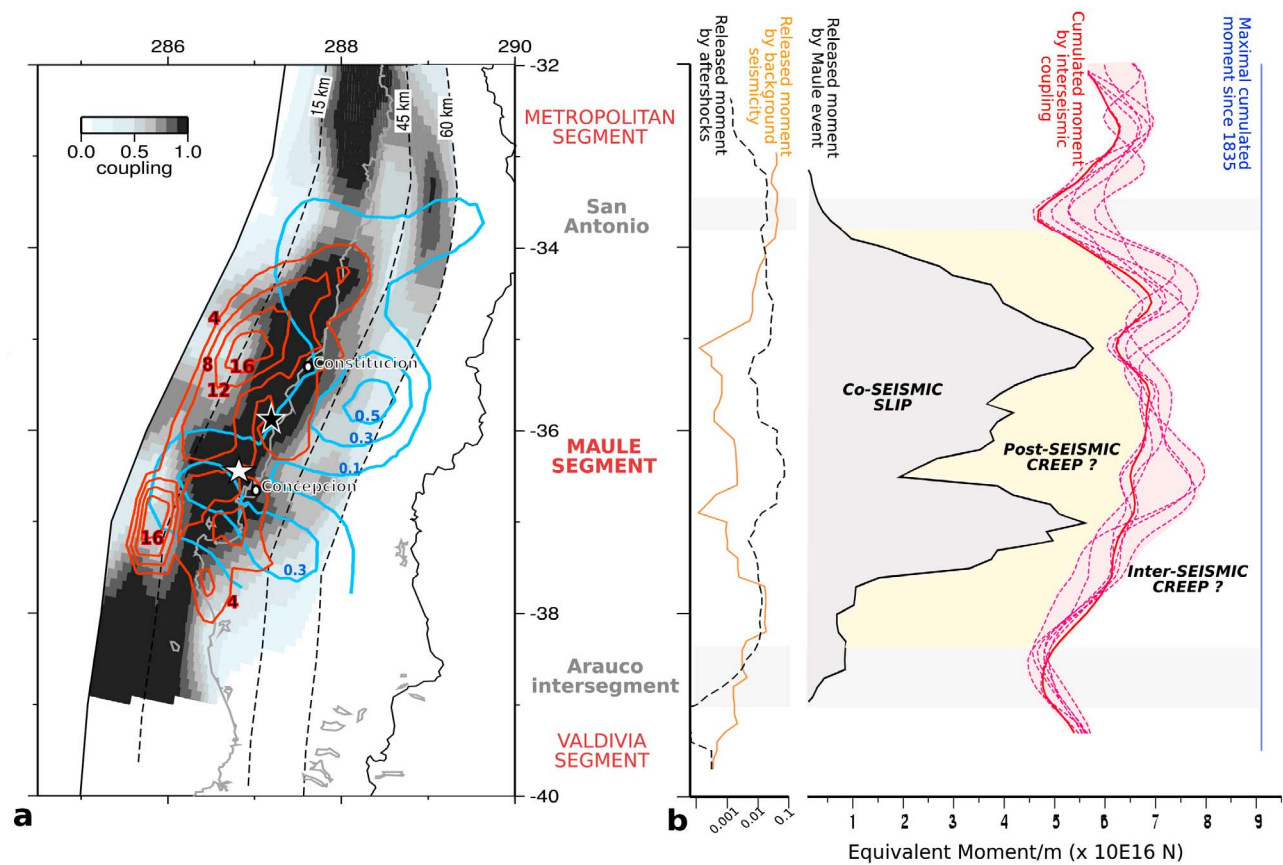 286
288
290
-32
-34
-36
-38
-40
0.0
0.5
1.0
coupling
15 km
45 km
60 km
4
8
16
12
Constitucion
0.5
0.3
0.1
Concepcion
16
0.3
4
METROPOLITAN
SEGMENT
San
Antonio
MAULE
SEGMENT
Arauco
intersegment
VALDIVIA
SEGMENT
a
Released moment
by aftershocks
Released moment
by background
seismicity
Released moment
by Maule event
Cumulated moment
by interseismic
coupling
Maximal cumulated
moment since 1835
Co-SEISMIC
SLIP
Post-SEISMIC
CREEP ?
Inter-SEISMIC
CREEP ?
b
0.001
0.01
0.1
1
2
3
4
5
6
7
8
9
Equivalent Moment/m (x 10E16 N)